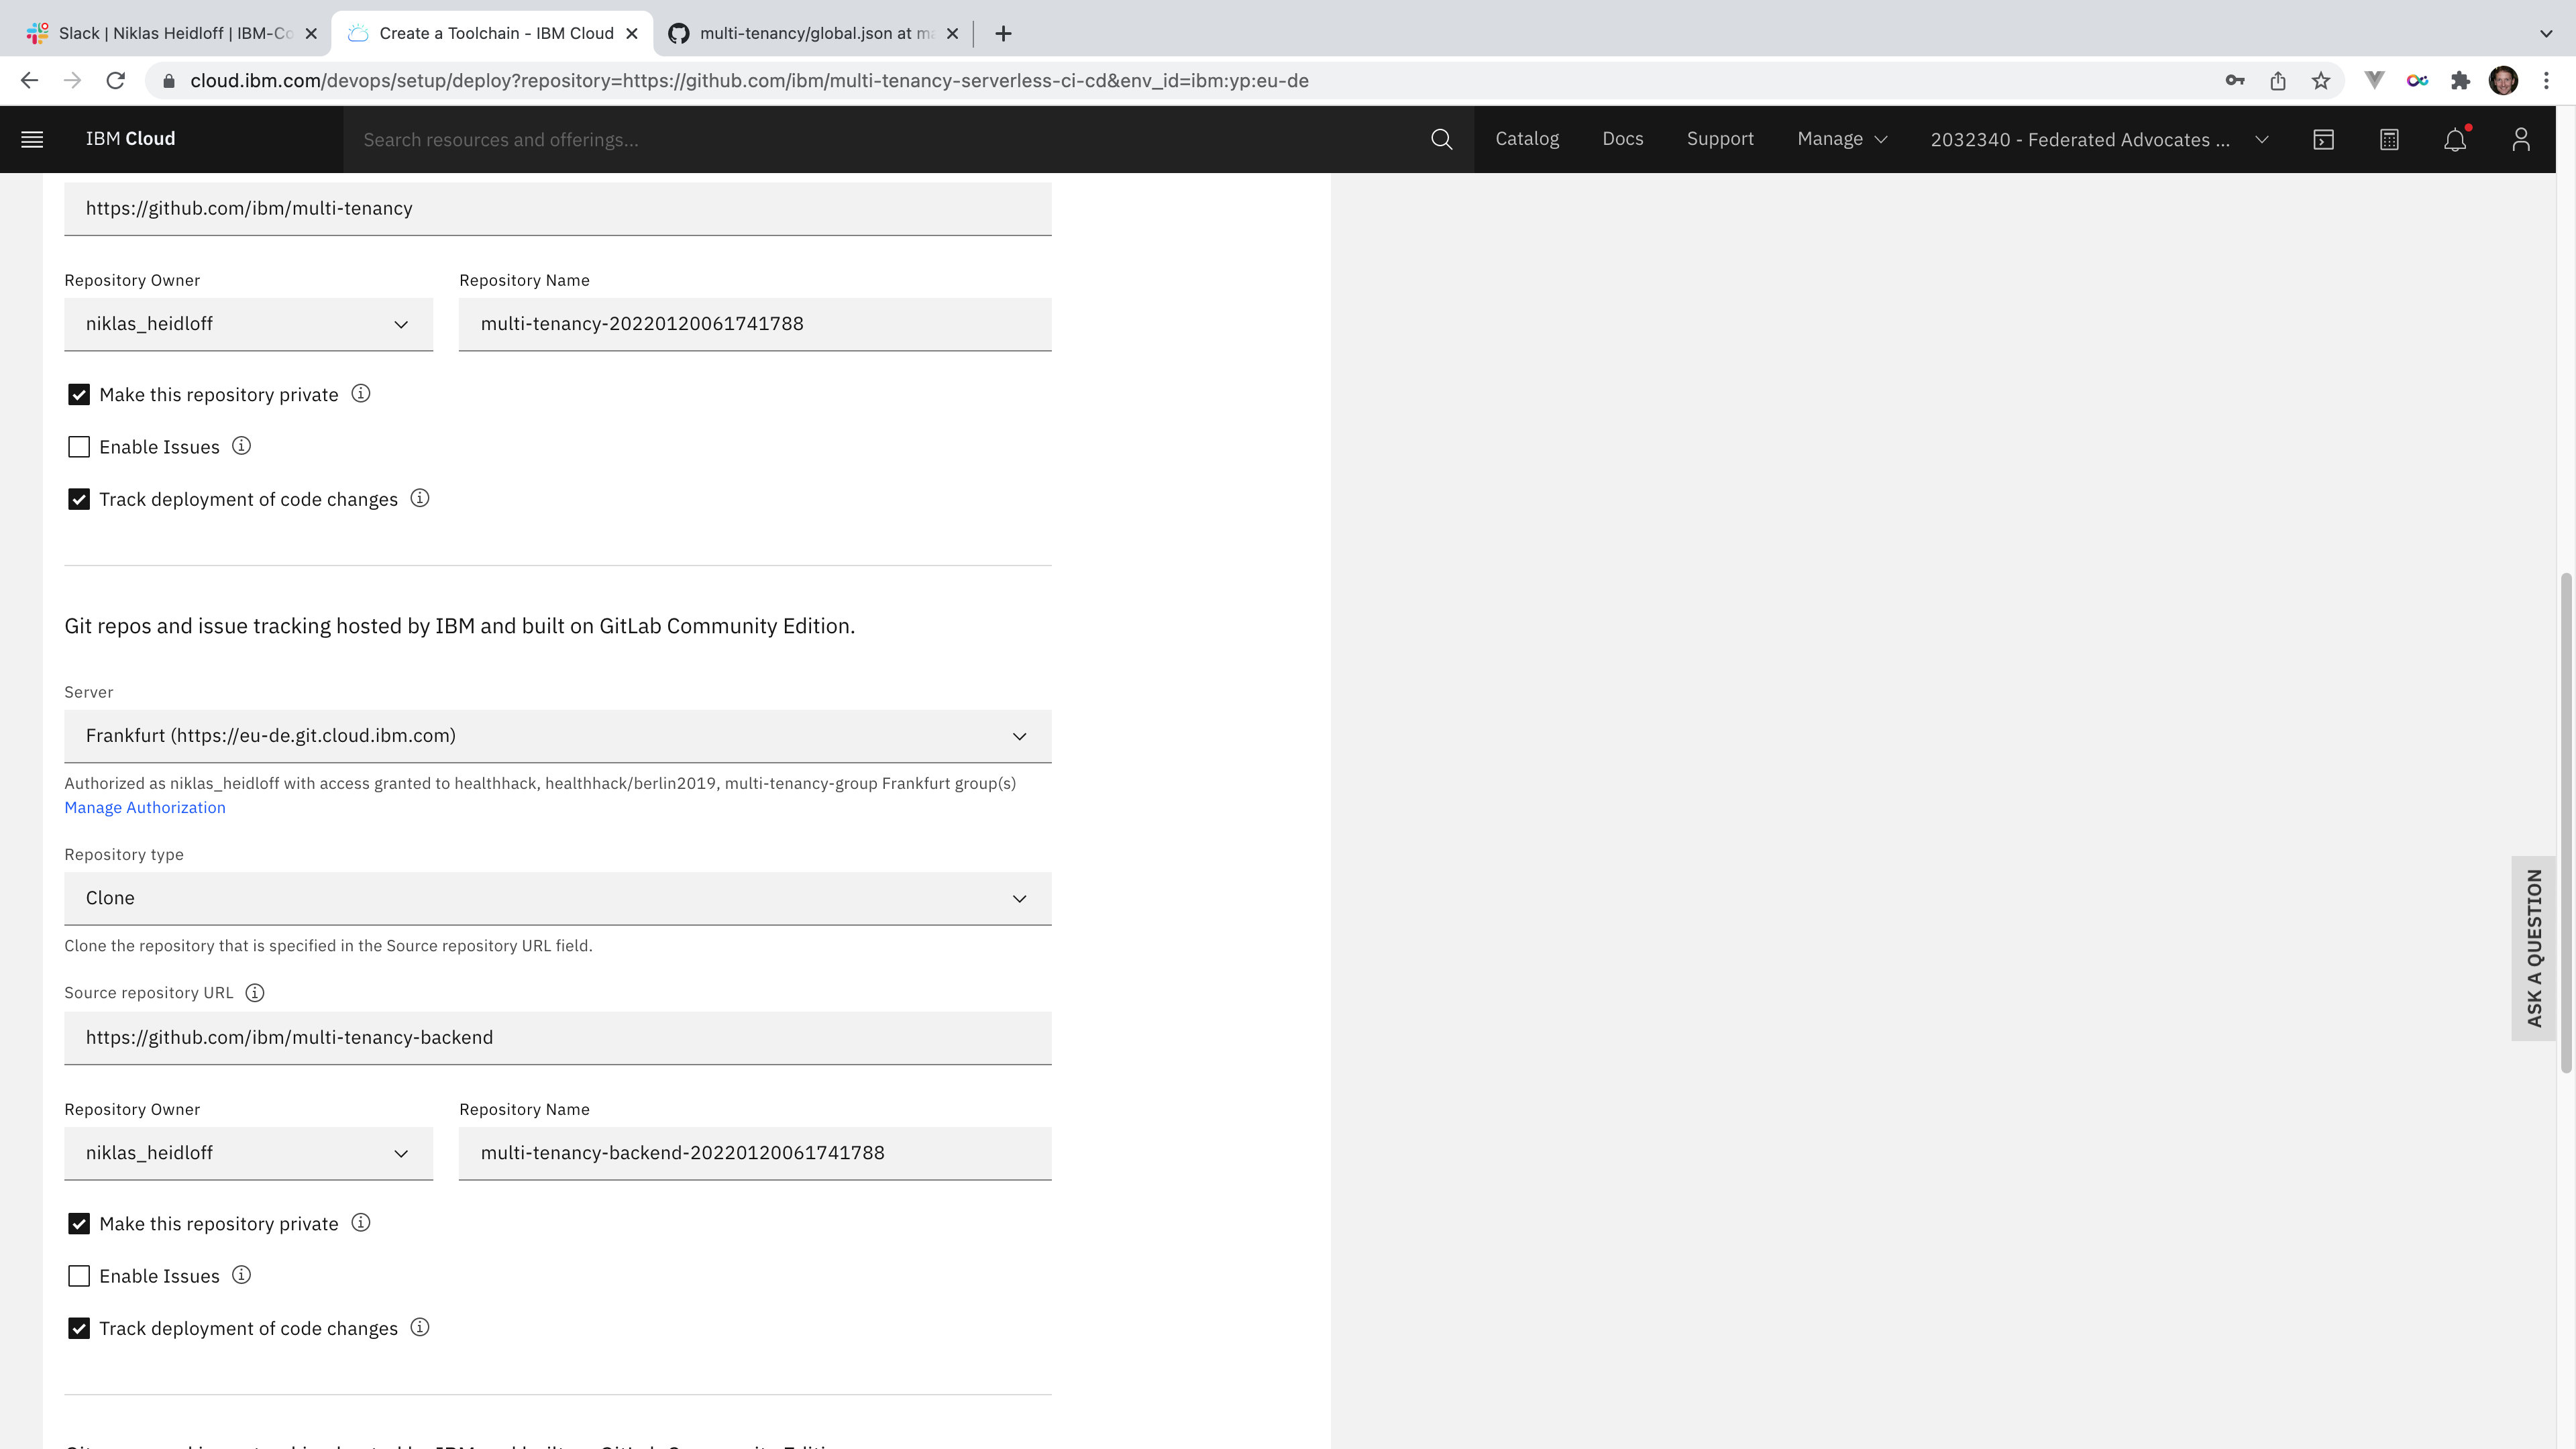 Slack | Niklas Heidloff | IBM-Co
Create a Toolchain - IBM Cloud
multi-tenancy/global.json at ma
cloud.ibm.com/devops/setup/deploy?repository=https://github.com/ibm/multi-tenancy-serverless-ci-cd&env_id=ibm:yp:eu-de
IBM Cloud
Search resources and offerings...
Catalog
Docs
Support
Manage
2032340 - Federated Advocates ...
https://github.com/ibm/multi-tenancy
Repository Owner
Repository Name
niklas_heidloff
multi-tenancy-20220120061741788
Make this repository private
Enable Issues
Track deployment of code changes
Git repos and issue tracking hosted by IBM and built on GitLab Community Edition.
Server
Frankfurt (https://eu-de.git.cloud.ibm.com)
Authorized as niklas_heidloff with access granted to healthhack, healthhack/berlin2019, multi-tenancy-group Frankfurt group(s)
Manage Authorization
Repository type
Clone
Clone the repository that is specified in the Source repository URL field.
Source repository URL
https://github.com/ibm/multi-tenancy-backend
Repository Owner
Repository Name
niklas_heidloff
multi-tenancy-backend-20220120061741788
Make this repository private
Enable Issues
Track deployment of code changes
ASK A QUESTION